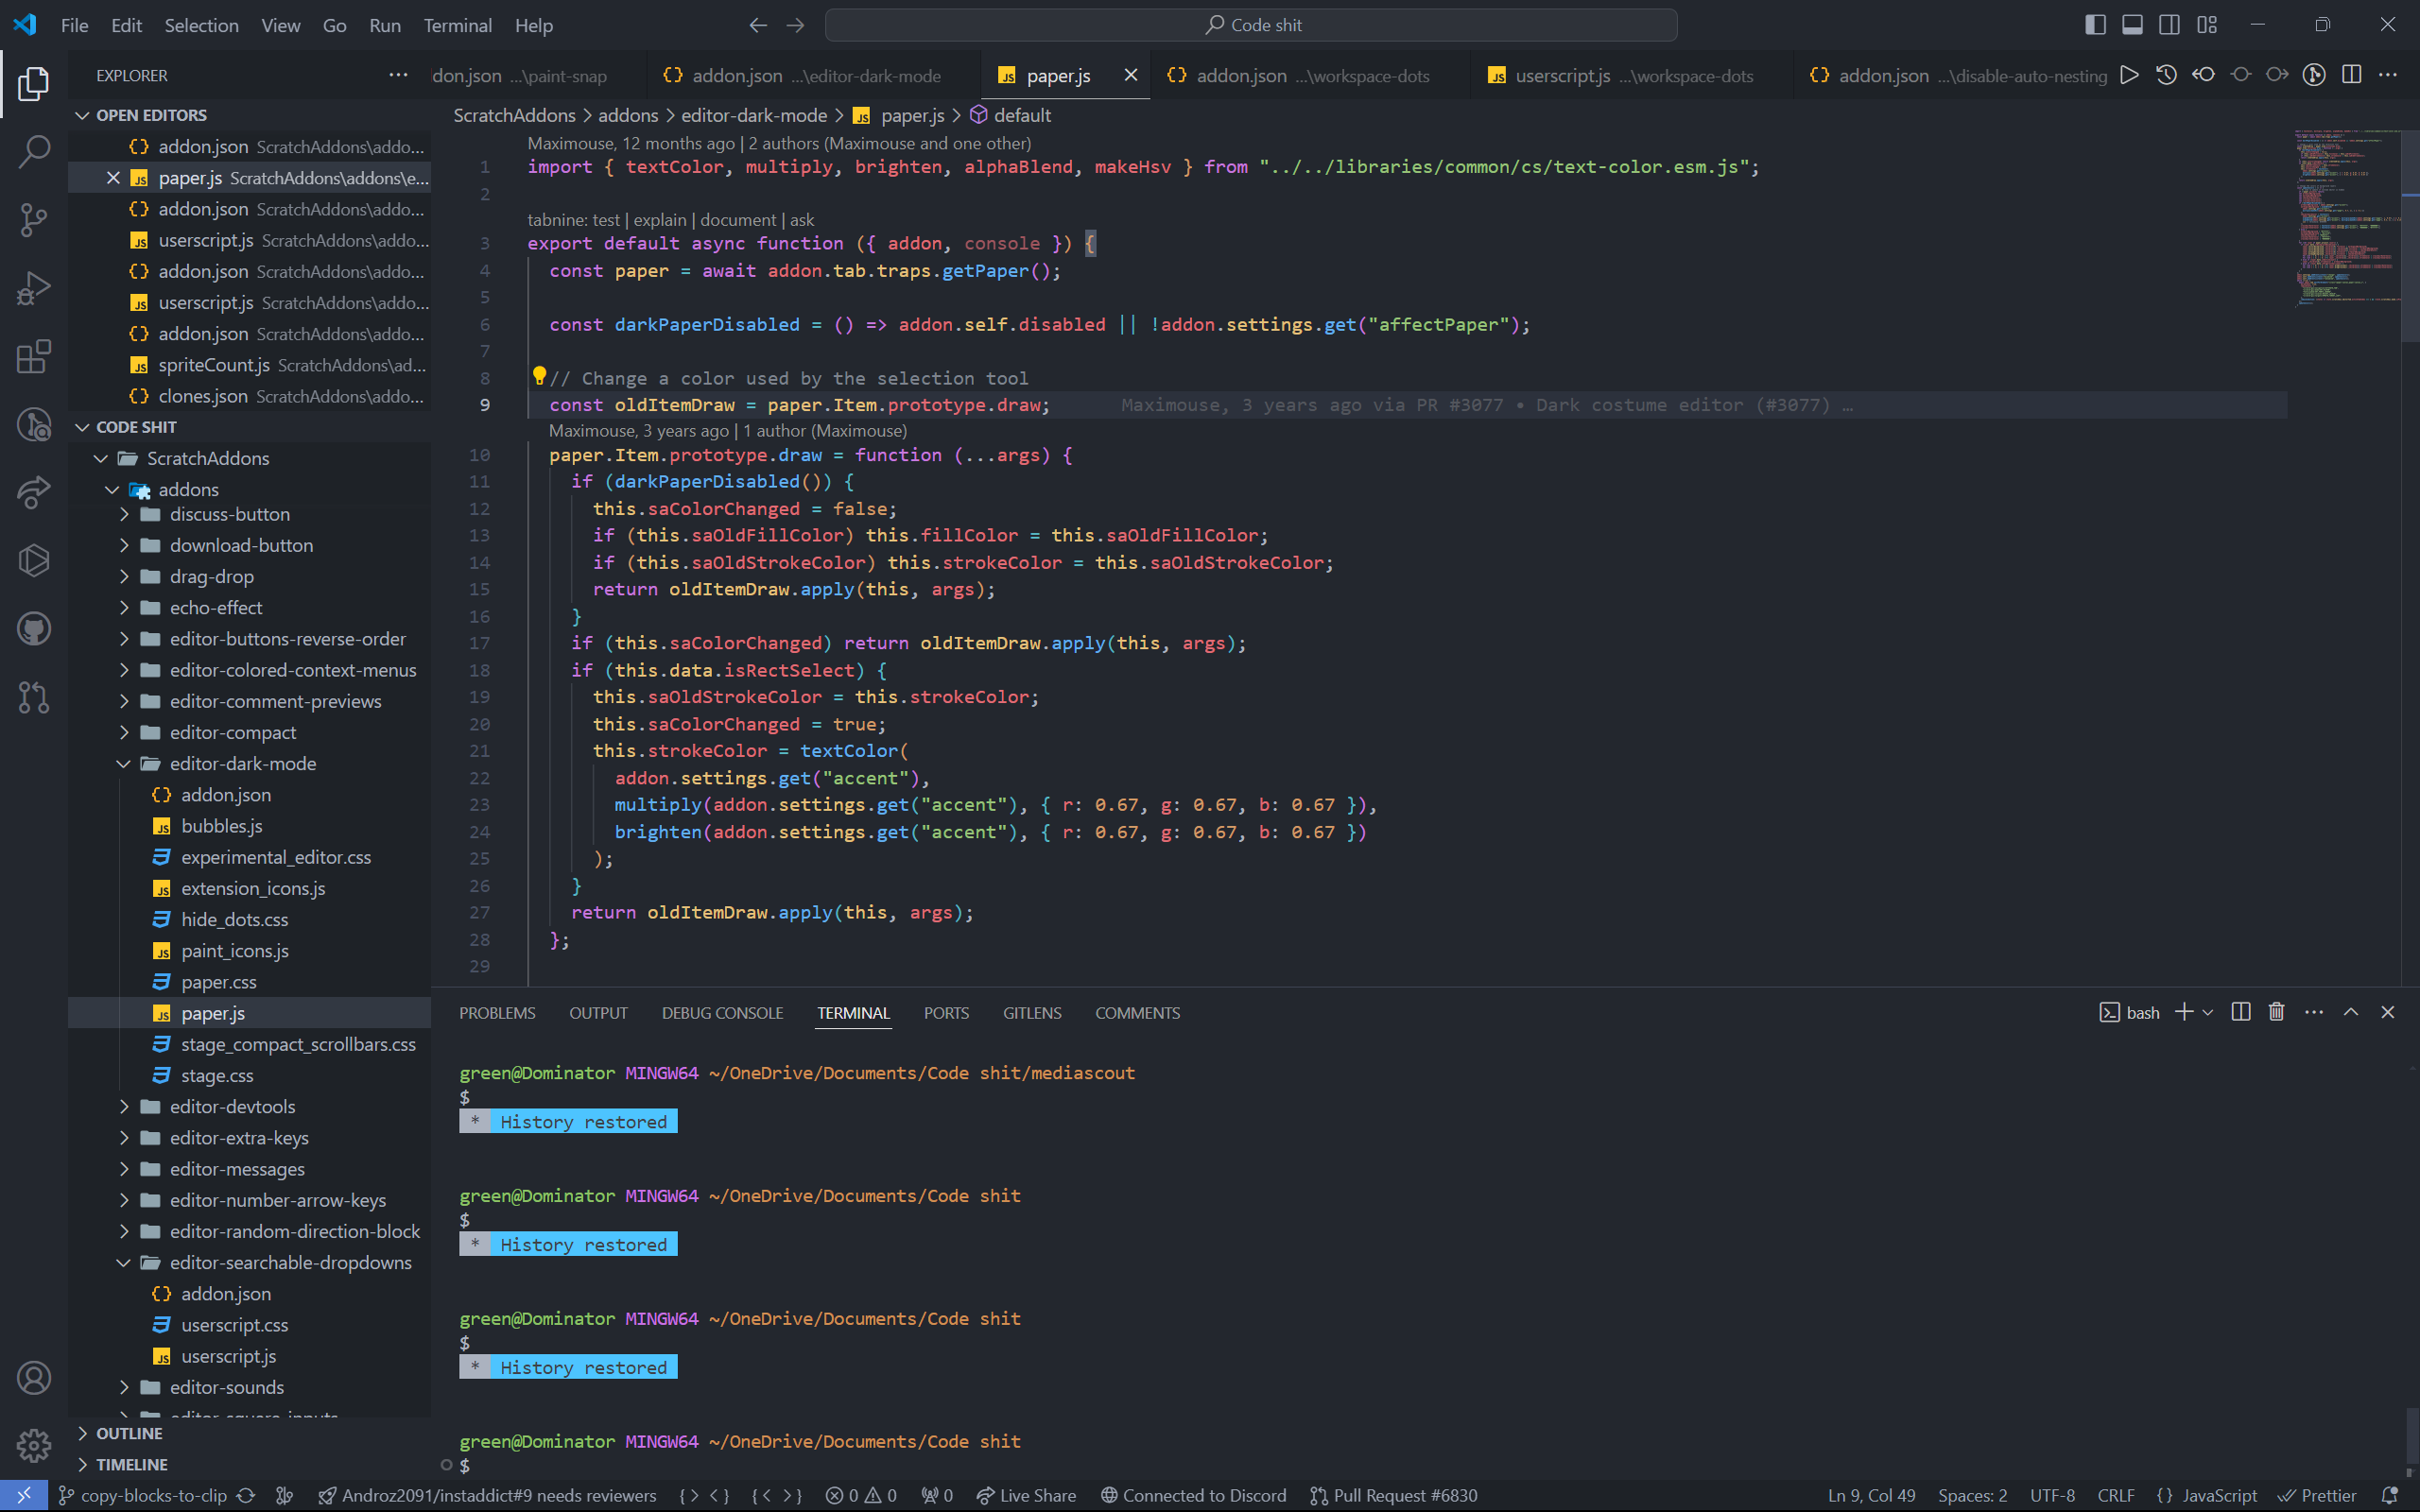 File Edit Selection View Go Run Terminal Help
Code shit
EXPLORER
don.json ...\paint-snap
addon.json ...\editor-dark-mode
paper.js
addon.json ...\workspace-dots
userscript.js ...\workspace-dots
addon.json ...\disable-auto-nesting
OPEN EDITORS
addon.json ScratchAddons\addo...
paper.js ScratchAddons\addons\e...
addon.json ScratchAddons\addo...
userscript.js ScratchAddons\addo...
addon.json ScratchAddons\addo...
userscript.js ScratchAddons\addo...
addon.json ScratchAddons\addo...
spriteCount.js ScratchAddons\ad...
clones.json ScratchAddons\addo...
CODE SHIT
ScratchAddons
addons
discuss-button
download-button
drag-drop
echo-effect
editor-buttons-reverse-order
editor-colored-context-menus
editor-comment-previews
editor-compact
editor-dark-mode
addon.json
bubbles.js
experimental_editor.css
extension_icons.js
hide_dots.css
paint_icons.js
paper.css
paper.js
stage_compact_scrollbars.css
stage.css
editor-devtools
editor-extra-keys
editor-messages
editor-number-arrow-keys
editor-random-direction-block
editor-searchable-dropdowns
addon.json
userscript.css
userscript.js
editor-sounds
OUTLINE
TIMELINE
ScratchAddons > addons > editor-dark-mode > paper.js > default
Maximouse, 12 months ago | 2 authors (Maximouse and one other)
1 import { textColor, multiply, brighten, alphaBlend, makeHsv } from "../../libraries/common/cs/text-color.esm.js";
2
tabnine: test | explain | document | ask
3 export default async function ({ addon, console }) {
4 const paper = await addon.tab.traps.getPaper();
5
6 const darkPaperDisabled = () => addon.self.disabled || !addon.settings.get("affectPaper");
7
8 // Change a color used by the selection tool
9 const oldItemDraw = paper.Item.prototype.draw; Maximouse, 3 years ago via PR #3077 • Dark costume editor (#3077) …
Maximouse, 3 years ago | 1 author (Maximouse)
10 paper.Item.prototype.draw = function (...args) {
11 if (darkPaperDisabled()) {
12 this.saColorChanged = false;
13 if (this.saOldFillColor) this.fillColor = this.saOldFillColor;
14 if (this.saOldStrokeColor) this.strokeColor = this.saOldStrokeColor;
15 return oldItemDraw.apply(this, args);
16 }
17 if (this.saColorChanged) return oldItemDraw.apply(this, args);
18 if (this.data.isRectSelect) {
19 this.saOldStrokeColor = this.strokeColor;
20 this.saColorChanged = true;
21 this.strokeColor = textColor(
22 addon.settings.get("accent"),
23 multiply(addon.settings.get("accent"), { r: 0.67, g: 0.67, b: 0.67 }),
24 brighten(addon.settings.get("accent"), { r: 0.67, g: 0.67, b: 0.67 })
25 );
26 }
27 return oldItemDraw.apply(this, args);
28 };
29
PROBLEMS OUTPUT DEBUG CONSOLE TERMINAL PORTS GITLENS COMMENTS
bash
green@Dominator MINGW64 ~/OneDrive/Documents/Code shit/mediascout
$
* History restored
green@Dominator MINGW64 ~/OneDrive/Documents/Code shit
$
* History restored
green@Dominator MINGW64 ~/OneDrive/Documents/Code shit
$
* History restored
green@Dominator MINGW64 ~/OneDrive/Documents/Code shit
$
copy-blocks-to-clip Androz2091/instaddict#9 needs reviewers 0 0 0 Live Share Connected to Discord Pull Request #6830 Ln 9, Col 49 Spaces: 2 UTF-8 CRLF {} JavaScript Prettier